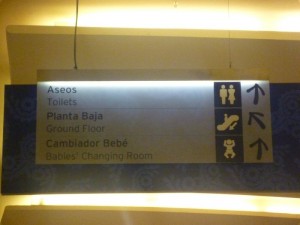 Aseos
Toilets
Planta Baja
Ground Floor
Cambiador Bebé
Babies' Changing Room